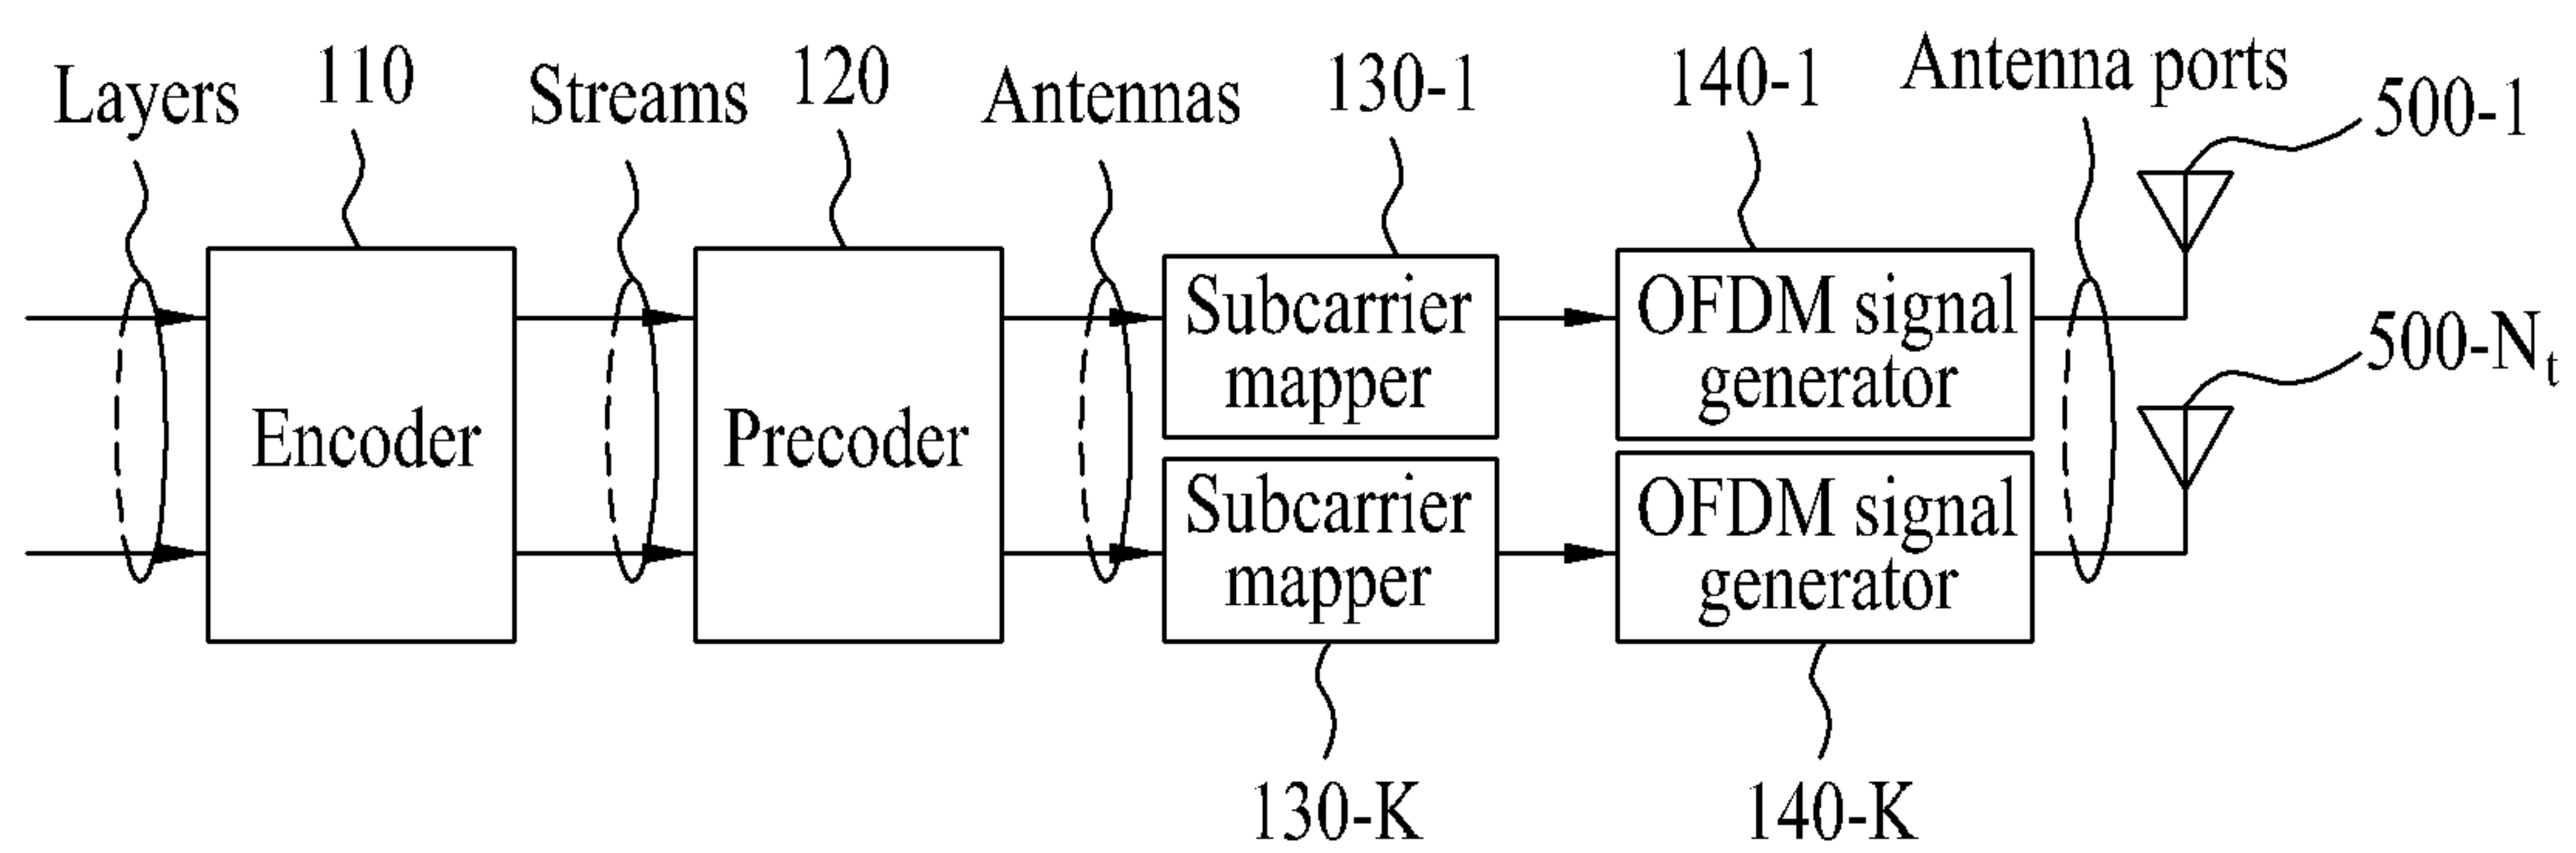 Layers
110
Streams
120
Antennas
130-1
140-1
Antenna ports
500-1
Encoder
Precoder
Subcarrier
mapper
OFDM signal
generator
500-Nt
Subcarrier
mapper
OFDM signal
generator
130-K
140-K